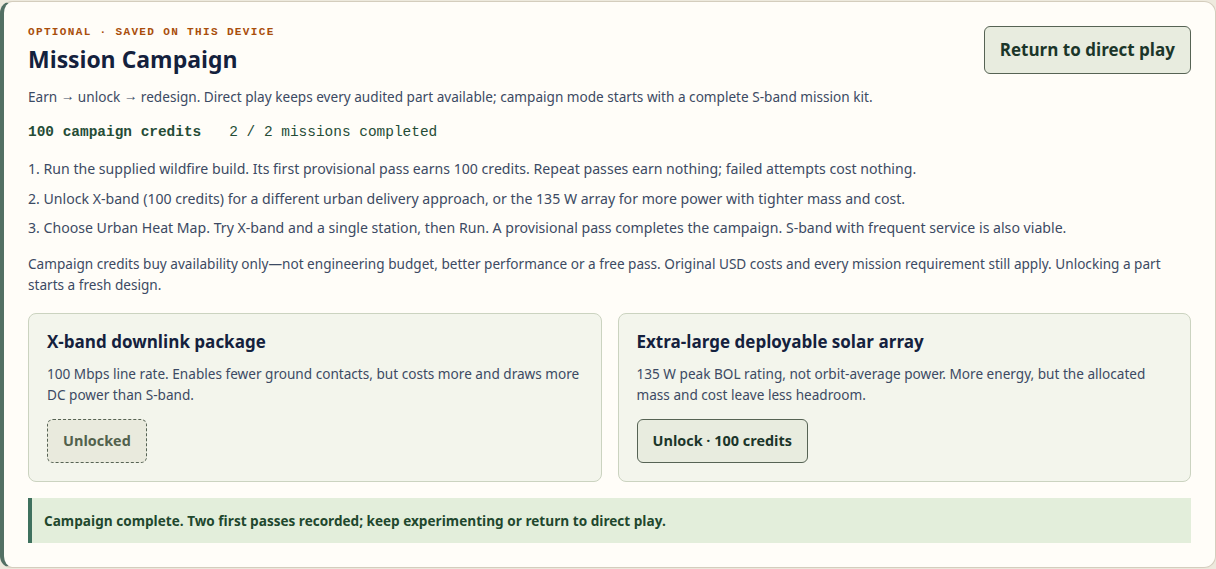 OPTIONAL · SAVED ON THIS DEVICE
Mission Campaign
Return to direct play
Earn → unlock → redesign. Direct play keeps every audited part available; campaign mode starts with a complete S-band mission kit.
100 campaign credits 2 / 2 missions completed
1. Run the supplied wildfire build. Its first provisional pass earns 100 credits. Repeat passes earn nothing; failed attempts cost nothing.
2. Unlock X-band (100 credits) for a different urban delivery approach, or the 135 W array for more power with tighter mass and cost.
3. Choose Urban Heat Map. Try X-band and a single station, then Run. A provisional pass completes the campaign. S-band with frequent service is also viable.
Campaign credits buy availability only—not engineering budget, better performance or a free pass. Original USD costs and every mission requirement still apply. Unlocking a part
starts a fresh design.
X-band downlink package
100 Mbps line rate. Enables fewer ground contacts, but costs more and draws more
DC power than S-band.
Unlocked
Extra-large deployable solar array
135 W peak BOL rating, not orbit-average power. More energy, but the allocated
mass and cost leave less headroom.
Unlock · 100 credits
Campaign complete. Two first passes recorded; keep experimenting or return to direct play.